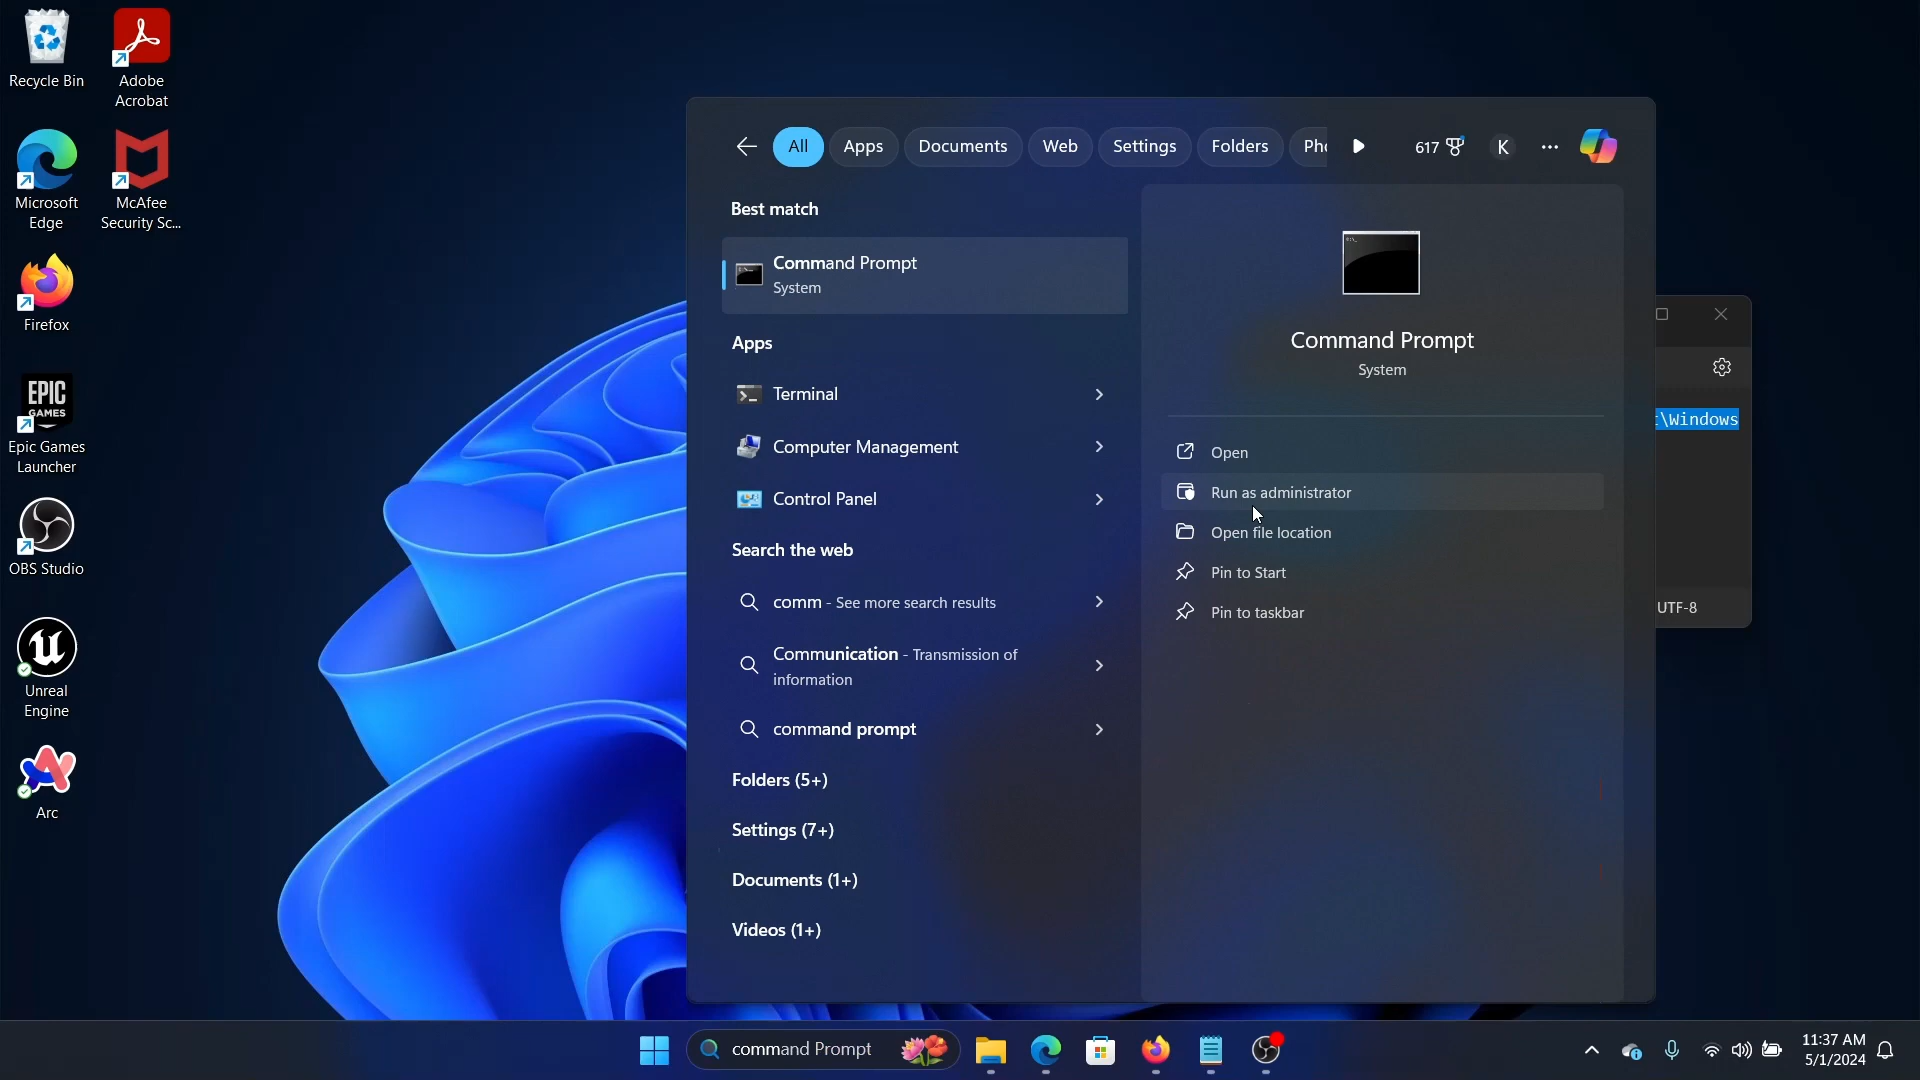 Recycle Bin
Adobe
Acrobat
Microsoft
Edge
McAfee
Security Sc...
Firefox
EPIC
GAMES
Epic Games
Launcher
OBS Studio
Unreal
Engine
Arc
All
Apps
Documents
Web
Settings
Folders
Pho
617
K
Best match
Command Prompt
System
Apps
Terminal
Computer Management
Control Panel
Search the web
comm - See more search results
Communication - Transmission of
information
command prompt
Folders (5+)
Settings (7+)
Documents (1+)
Videos (1+)
Command Prompt
System
Open
Run as administrator
Open file location
Pin to Start
Pin to taskbar
t\Windows
UTF-8
command Prompt
11:37 AM
5/1/2024